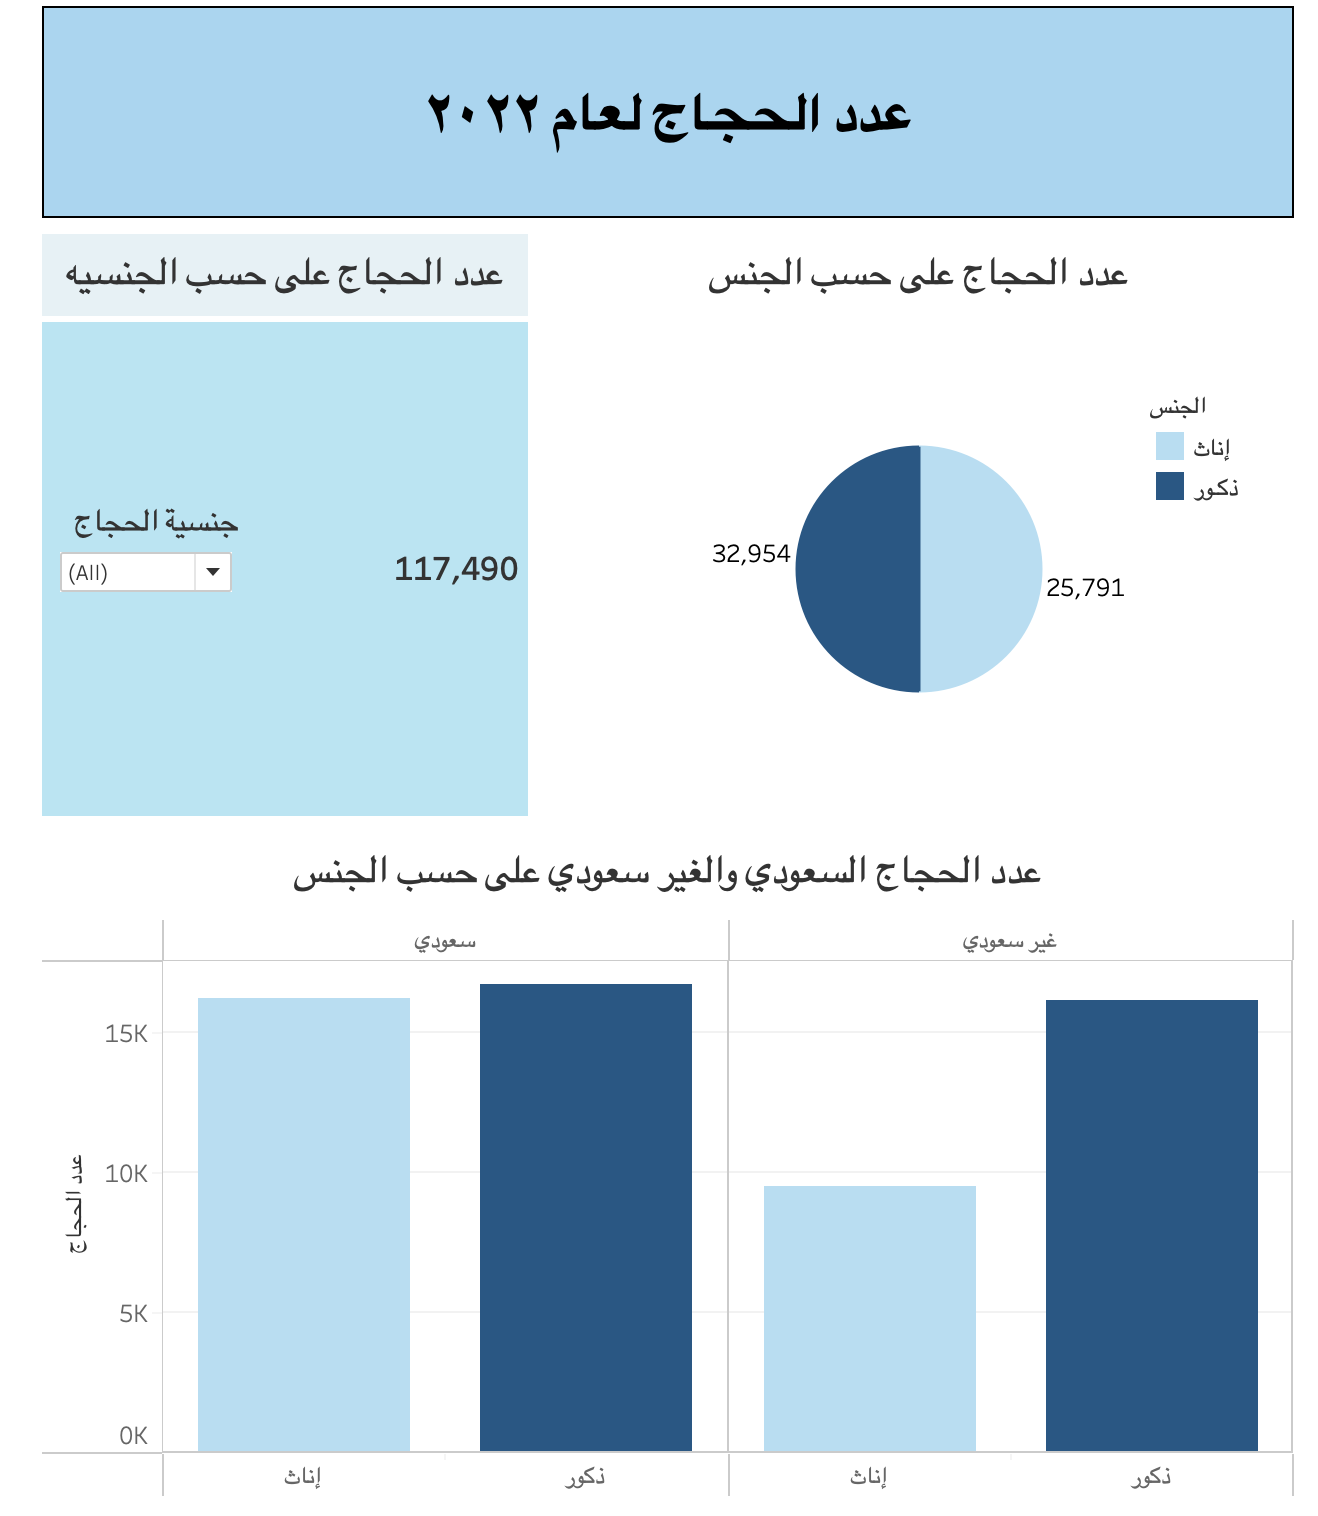 عدد الحجاج لعام ٢٠٢٢
عدد الحجاج على حسب الجنس
الجنس
إناث
ذكور
32,954
25,791
عدد الحجاج على حسب الجنسيه
جنسية الحجاج
(All)
117,490
عدد الحجاج السعودي والغير سعودي على حسب الجنس
سعودي
غير سعودي
عدد الحجاج
15K
10K
5K
0K
إناث
ذكور
إناث
ذكور